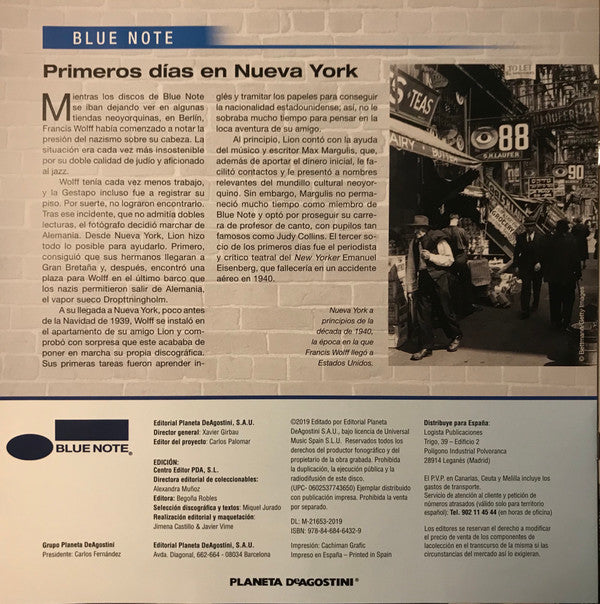 BLUE NOTE
Primeros días en Nueva York
Mientras los discos de Blue Note
se iban dejando ver en algunas
tiendas neoyorquinas, en Berlín,
Francis Wolff había comenzado a notar la
presión del nazismo sobre su cabeza. La
situación era cada vez más insostenible
por su doble calidad de judío y aficionado
al jazz.
Wolff tenía cada vez menos trabajo,
y la Gestapo incluso fue a registrar su
piso. Por suerte, no lograron encontrarlo.
Tras ese incidente, que no admitía dobles
lecturas, el fotógrafo decidió marchar de
Alemania. Desde Nueva York, Lion hizo
todo lo posible para ayudarlo. Primero,
consiguió que sus hermanos llegaran a
Gran Bretaña y, después, encontró una
plaza para Wolff en el último barco que
los nazis permitieron salir de Alemania,
el vapor sueco Dropttningholm.
A su llegada a Nueva York, poco antes
de la Navidad de 1939, Wolff se instaló en
el apartamento de su amigo Lion y com-
probó con sorpresa que este acababa de
poner en marcha su propia discográfica.
Sus primeras tareas fueron aprender in-
glés y tramitar los papeles para conseguir
la nacionalidad estadounidense; así, no le
sobraba mucho tiempo para pensar en la
loca aventura de su amigo.
Al principio, Lion contó con la ayuda
del músico y escritor Max Margulis, que,
además de aportar el dinero inicial, le fa-
cilitó contactos y le presentó a nombres
relevantes del mundillo cultural neoyor-
quino. Sin embargo, Margulis no perma-
neció mucho tiempo como miembro de
Blue Note y optó por proseguir su carre-
ra de profesor de canto, con pupilos tan
famosos como Judy Collins. El tercer so-
cio de los primeros días fue el periodista
y crítico teatral del New Yorker Emanuel
Eisenberg, que fallecería en un accidente
aéreo en 1940.
Nueva York a
principios de la
década de 1940,
la época en la que
Francis Wolff llegó a
Estados Unidos.
TEAS
DAIRY
BUTTER
88
S.H.LAUFER
90
TO LET
GROCERY
© Bettmann/Getty Images
BLUE NOTE®
Grupo Planeta DeAgostini
Presidente: Carlos Fernández
Editorial Planeta DeAgostini, S.A.U.
Director general: Xavier Girbau
Editor del proyecto: Carlos Palomar
EDICIÓN:
Centro Editor PDA, S.L.
Directora editorial de coleccionables:
Alexandra Muñoz
Editora: Begoña Robles
Selección discográfica y textos: Miquel Jurado
Realización editorial y maquetación:
Jimena Castillo & Javier Vime
Editorial Planeta DeAgostini, S.A.U.
Avda. Diagonal, 662-664 - 08034 Barcelona
©2019 Editado por Editorial Planeta
DeAgostini S.A.U., bajo licencia de Universal
Music Spain S.L.U. Reservados todos los
derechos del productor fonográfico y del
propietario de la obra grabada. Prohibida
la duplicación, la ejecución pública y la
radiodifusión de este disco.
(UPC- 0602537743650) Ejemplar distribuido
con publicación impresa. Prohibida la venta
por separado.
DL: M-21653-2019
ISBN: 978-84-684-6432-9
Impresión: Cachiman Grafic
Impreso en España – Printed in Spain
Distribuye para España:
Logista Publicaciones
Trigo, 39 – Edificio 2
Polígono Industrial Polvoranca
28914 Leganés (Madrid)
El P.V.P. en Canarias, Ceuta y Melilla incluye los
gastos de transporte.
Servicio de atención al cliente y petición de
números atrasados (válido solo para territorio
español): Tel. 902 11 45 44 (en horas de oficina)
Los editores se reservan el derecho a modificar
el precio de venta de los componentes de
lacolección en el transcurso de la misma si las
circunstancias del mercado así lo exigieran.
PLANETA DeAGOSTINI®